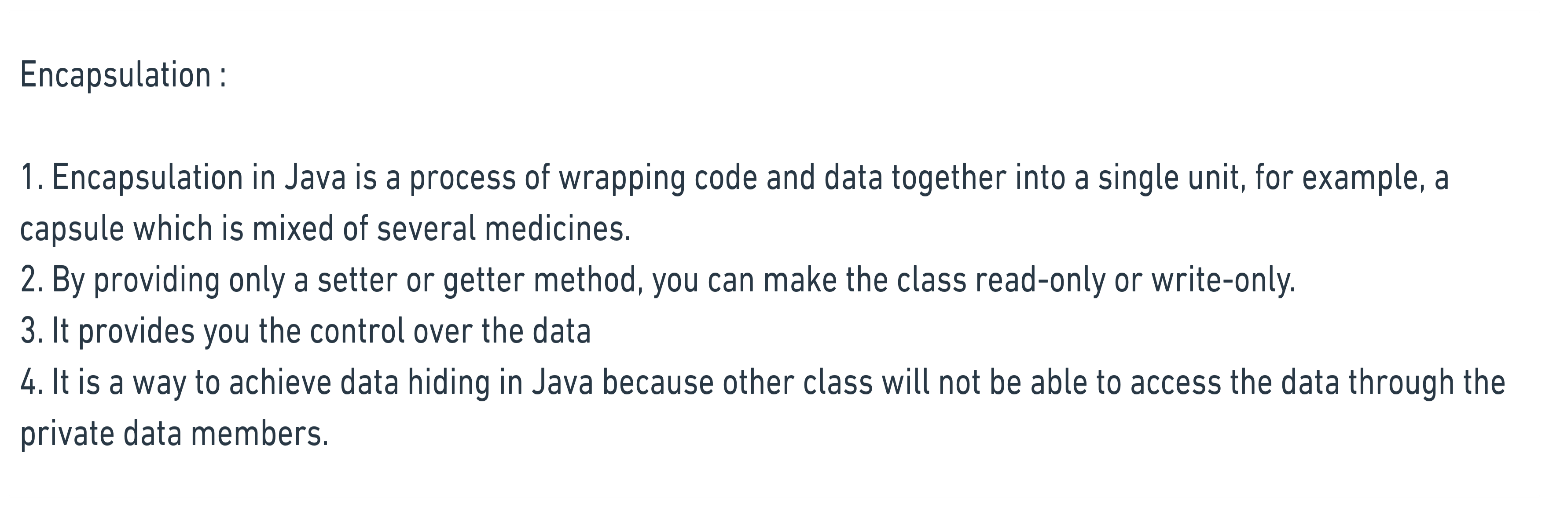 Encapsulation :
1. Encapsulation in Java is a process of wrapping code and data together into a single unit, for example, a
capsule which is mixed of several medicines.
2. By providing only a setter or getter method, you can make the class read-only or write-only.
3. It provides you the control over the data
4. It is a way to achieve data hiding in Java because other class will not be able to access the data through the
private data members.